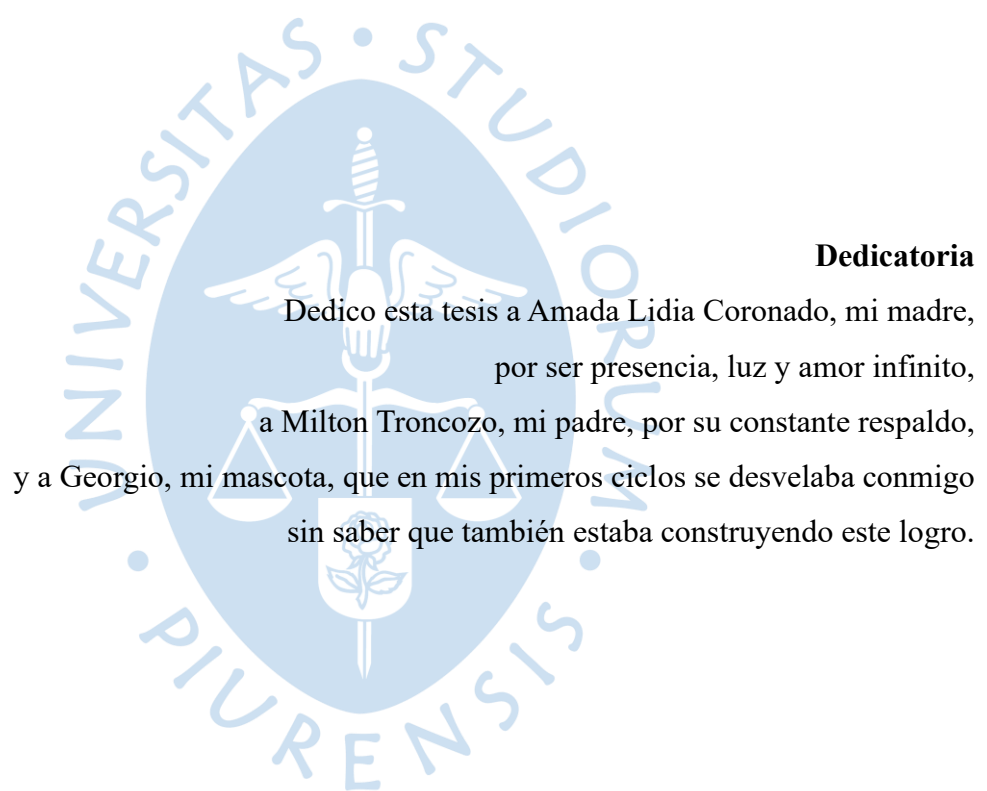 UNIVERSITAS • STUDIORUM • PIURENSIS •
Dedicatoria
Dedico esta tesis a Amada Lidia Coronado, mi madre,
por ser presencia, luz y amor infinito,
a Milton Troncozo, mi padre, por su constante respaldo,
y a Georgio, mi mascota, que en mis primeros ciclos se desvelaba conmigo
sin saber que también estaba construyendo este logro.